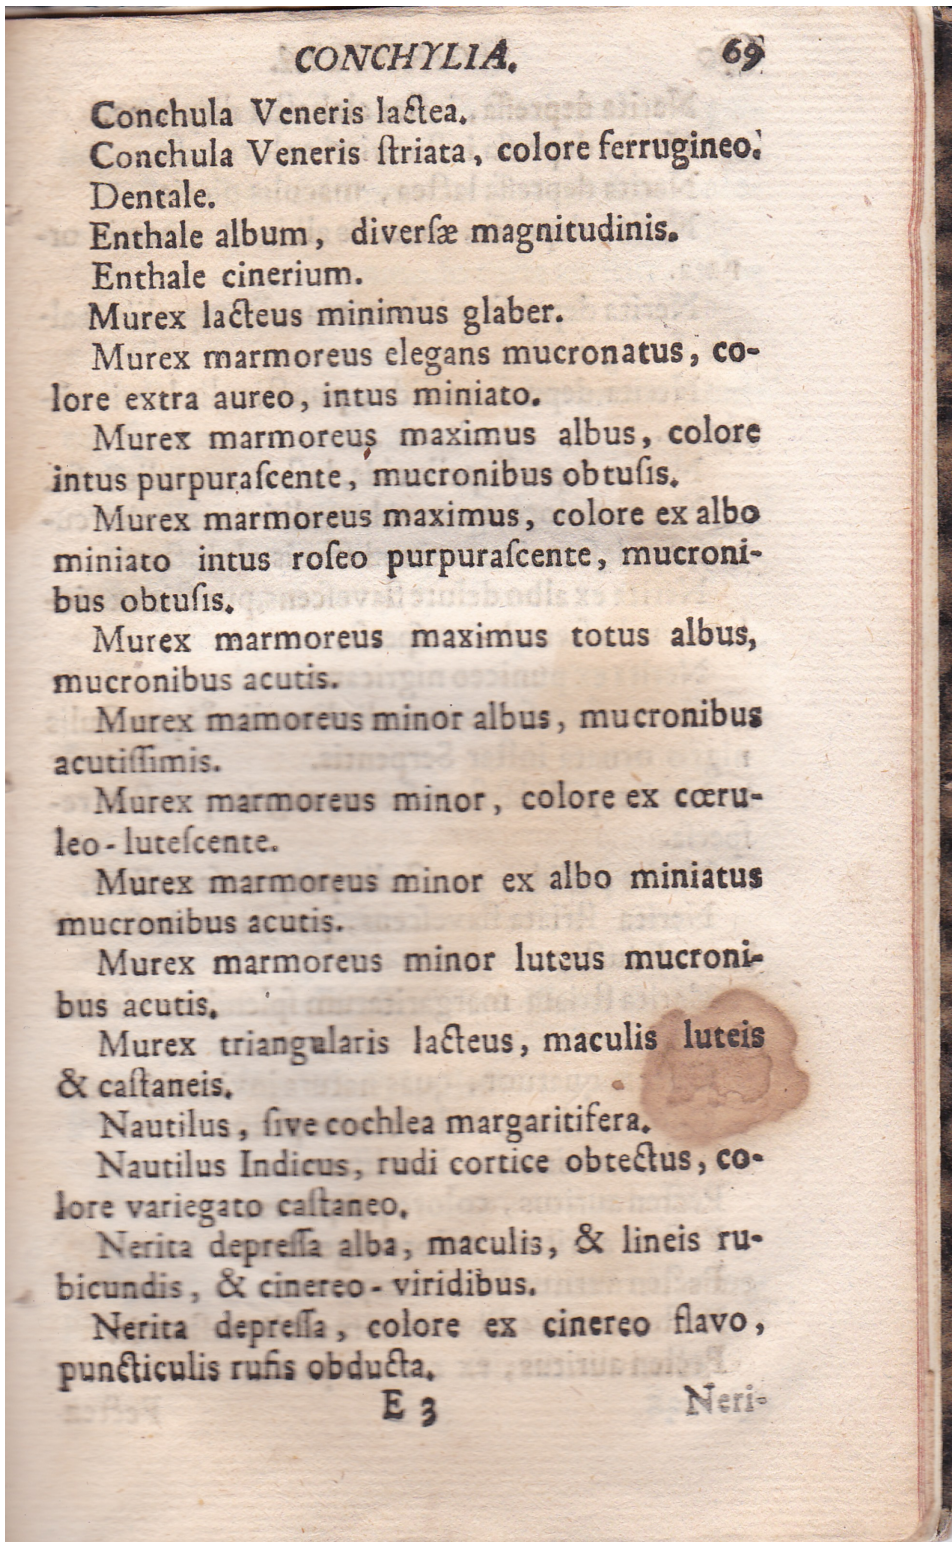 CONCHYLIA. 69
Conchula Veneris lactea.
Conchula Veneris ſtriata, colore ferrugineo.
Dentale.
Enthale album, diverſæ magnitudinis.
Enthale cinerium.
Murex lacteus minimus glaber.
Murex marmoreus elegans mucronatus, co-
lore extra aureo, intus miniato.
Murex marmoreus maximus albus, colore
intus purpuraſcente, mucronibus obtuſis.
Murex marmoreus maximus, colore ex albo
miniato intus roſeo purpuraſcente, mucroni-
bus obtuſis.
Murex marmoreus maximus totus albus,
mucronibus acutis.
Murex mamoreus minor albus, mucronibus
acutiſſimis.
Murex marmoreus minor, colore ex cœru-
leo-luteſcente.
Murex marmoreus minor ex albo miniatus
mucronibus acutis.
Murex marmoreus minor luteus mucroni-
bus acutis.
Murex triangularis lacteus, maculis luteis
& caſtaneis.
Nautilus, ſive cochlea margaritifera.
Nautilus Indicus, rudi cortice obtectus, co-
lore variegato caſtaneo.
Nerita depreſſa alba, maculis, & lineis ru-
bicundis, & cinereo-viridibus.
Nerita depreſſa, colore ex cinereo flavo,
puncticulis rufis obducta.
E 3 Neri-